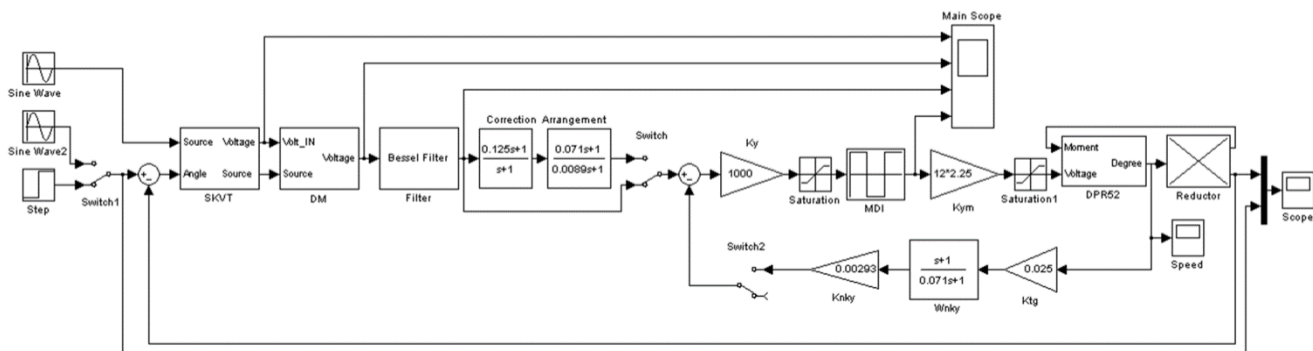 Main Scope
Sine Wave
Sine Wave2
Step
Switch1
+
-
Source
Voltage
Angle
Source
SKVT
Volt_IN
Voltage
Source
DM
Bessel Filter
Filter
Correction
0.125s+1
s+1
Arrangement
0.071s+1
0.0089s+1
Switch
+
-
Ky
1000
Saturation
MDI
12*2.25
Kym
Saturation1
Moment
Degree
Voltage
DPR52
Reductor
Scope
Speed
Switch2
0.00293
Knky
s+1
0.071s+1
Wnky
0.025
Ktg